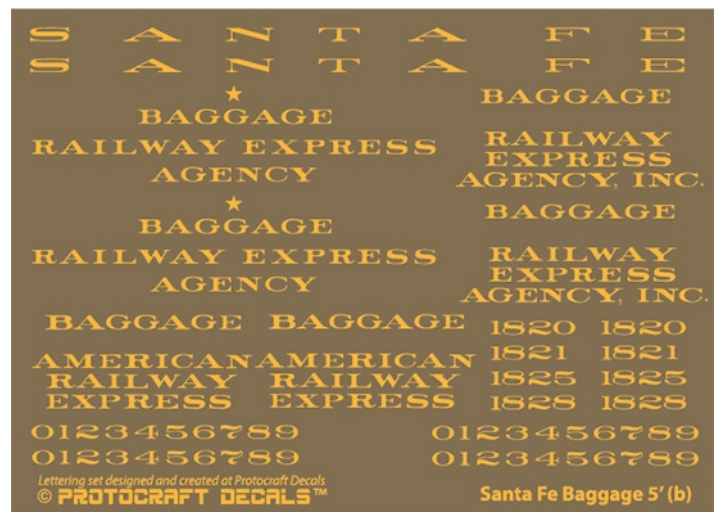 SANTA FE
SANTA FE
★
BAGGAGE
RAILWAY EXPRESS
AGENCY
BAGGAGE
RAILWAY
EXPRESS
AGENCY, INC.
★
BAGGAGE
RAILWAY EXPRESS
AGENCY
BAGGAGE
RAILWAY
EXPRESS
AGENCY, INC.
BAGGAGE BAGGAGE
AMERICAN AMERICAN
RAILWAY RAILWAY
EXPRESS EXPRESS
1820 1820
1821 1821
1825 1825
1828 1828
0123456789 0123456789
0123456789 0123456789
Lettering set designed and created at Protocraft Decals
© PROTOCRAFT DECALS™
Santa Fe Baggage 5' (b)